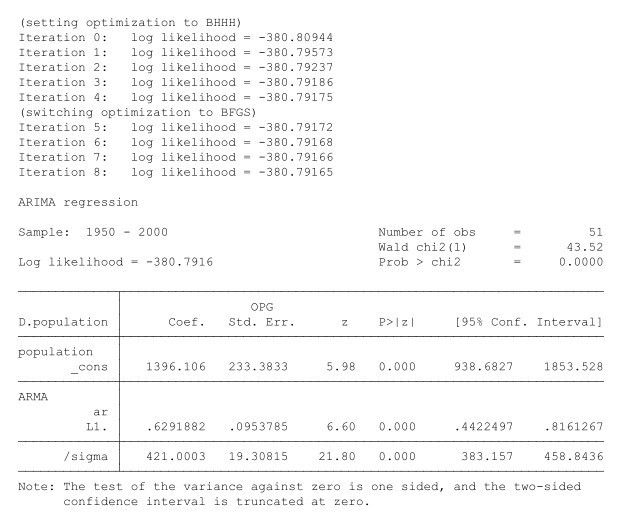 (setting optimization to BHHH)
Iteration 0:   log likelihood = -380.80944
Iteration 1:   log likelihood = -380.79573
Iteration 2:   log likelihood = -380.79237
Iteration 3:   log likelihood = -380.79186
Iteration 4:   log likelihood = -380.79175
(switching optimization to BFGS)
Iteration 5:   log likelihood = -380.79172
Iteration 6:   log likelihood = -380.79168
Iteration 7:   log likelihood = -380.79166
Iteration 8:   log likelihood = -380.79165
ARIMA regression
Sample:  1950 - 2000   Number of obs   =   51
Wald chi2(1)   =   43.52
Log likelihood = -380.7916   Prob > chi2   =   0.0000
OPG
D.population   Coef.   Std. Err.   z   P>|z|   [95% Conf. Interval]
population
_cons   1396.106   233.3833   5.98   0.000   938.6827   1853.528
ARMA
ar
L1.   .6291882   .0953785   6.60   0.000   .4422497   .8161267
/sigma   421.0003   19.30815   21.80   0.000   383.157   458.8436
Note: The test of the variance against zero is one sided, and the two-sided
confidence interval is truncated at zero.